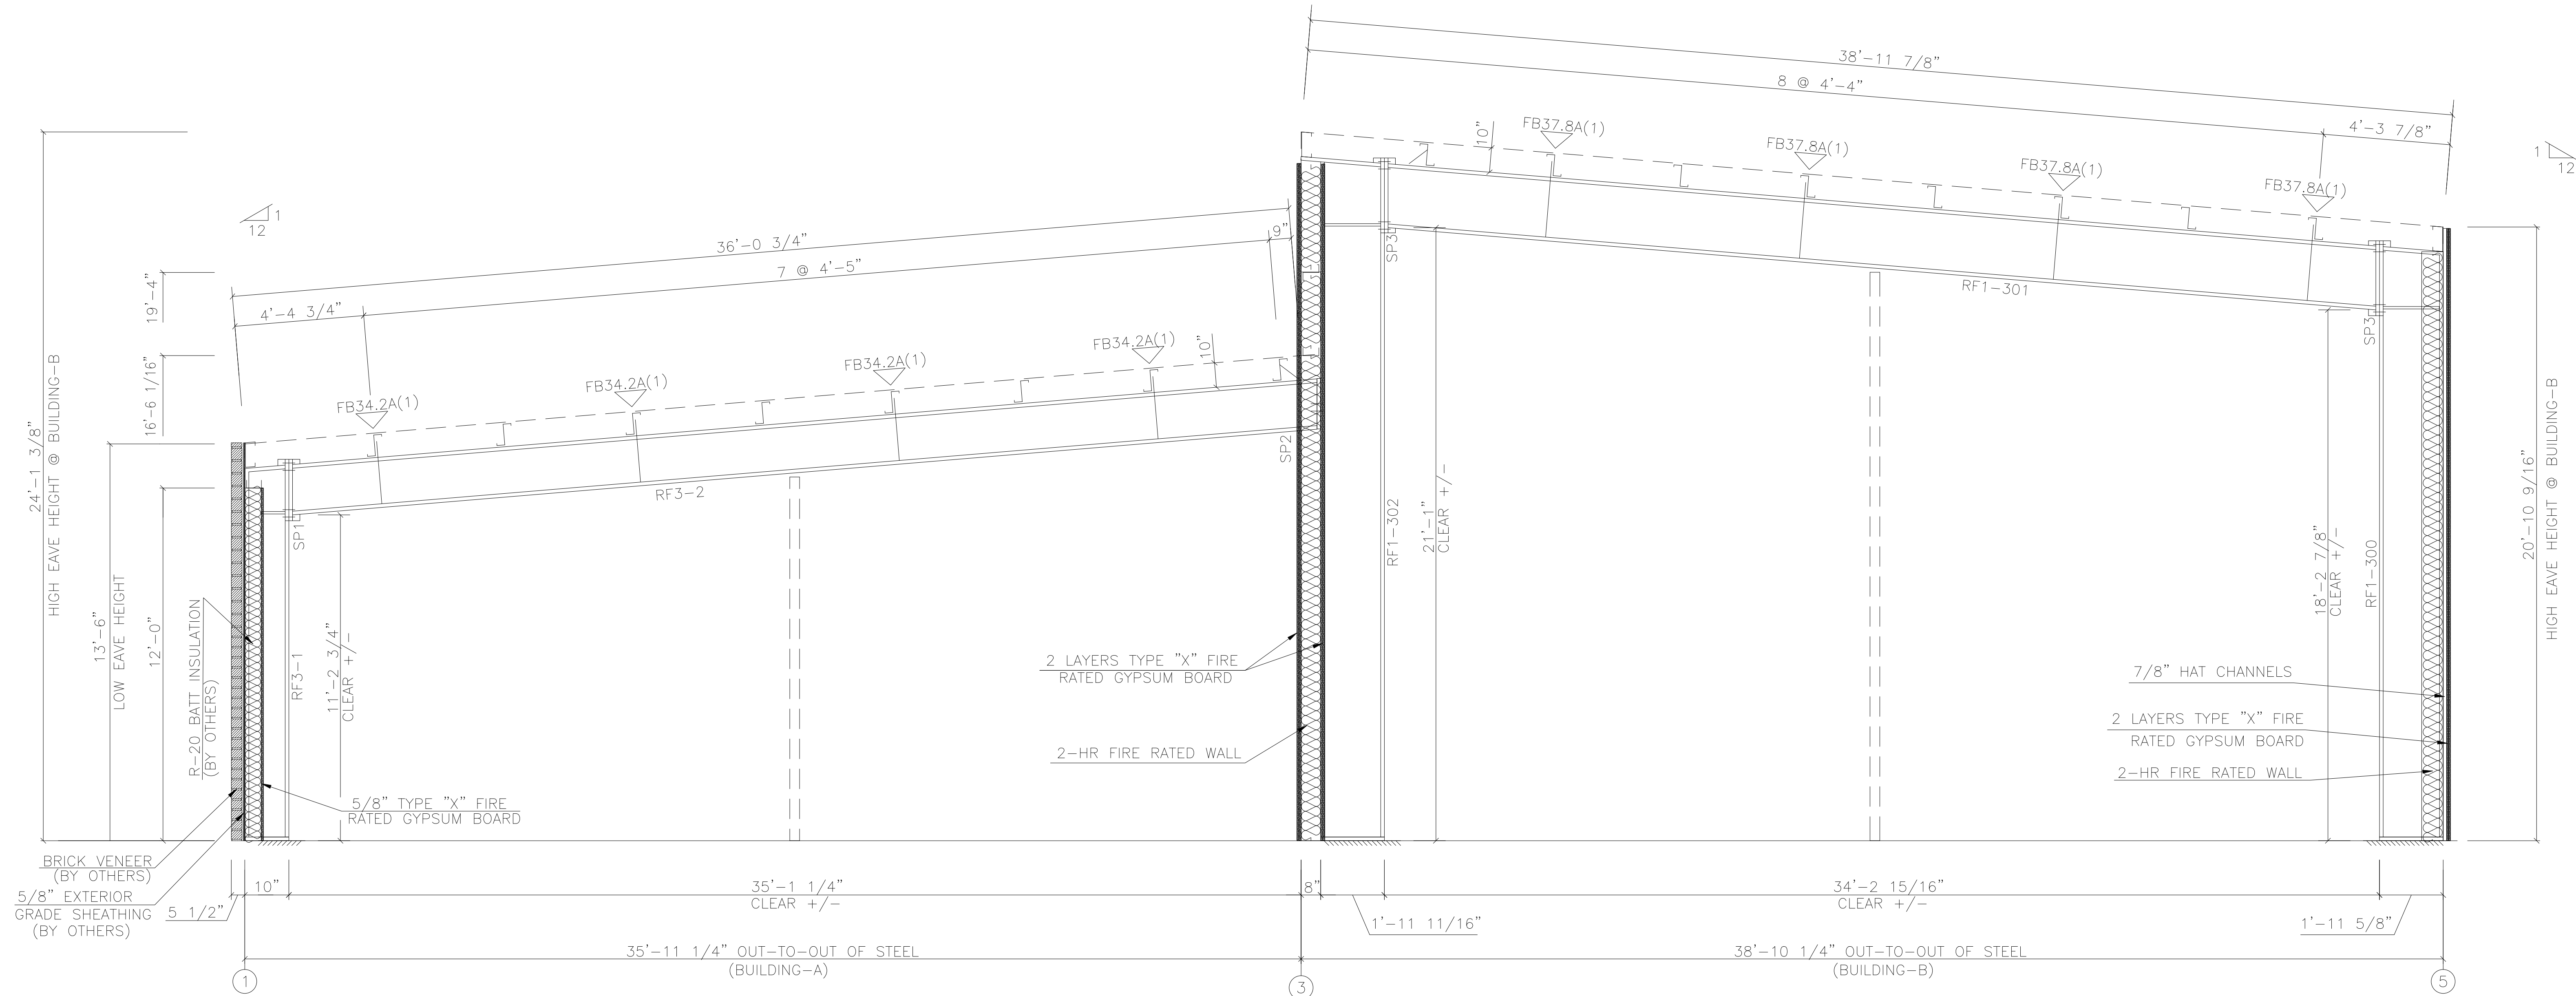 38'-11 7/8"
8 @ 4'-4"
4'-3 7/8"
10"
FB37.8A(1)
FB37.8A(1)
FB37.8A(1)
FB37.8A(1)
1
12
1
12
36'-0 3/4"
9"
7 @ 4'-5"
4'-4 3/4"
FB34.2A(1)
FB34.2A(1)
FB34.2A(1)
FB34.2A(1)
10"
24'-1 3/8"
HIGH EAVE HEIGHT @ BUILDING-B
19'-4"
16'-6 1/16"
13'-6"
LOW EAVE HEIGHT
12'-0"
R-20 BATT INSULATION
(BY OTHERS)
SP1
RF3-1
11'-2 3/4"
CLEAR +/-
RF3-2
SP2
SP3
RF1-302
21'-1"
CLEAR +/-
RF1-301
SP3
RF1-300
18'-2 7/8"
CLEAR +/-
20'-10 9/16"
HIGH EAVE HEIGHT @ BUILDING-B
2 LAYERS TYPE "X" FIRE
RATED GYPSUM BOARD
2-HR FIRE RATED WALL
7/8" HAT CHANNELS
2 LAYERS TYPE "X" FIRE
RATED GYPSUM BOARD
2-HR FIRE RATED WALL
5/8" TYPE "X" FIRE
RATED GYPSUM BOARD
BRICK VENEER
(BY OTHERS)
5/8" EXTERIOR
GRADE SHEATHING
(BY OTHERS)
5 1/2"
10"
35'-1 1/4"
CLEAR +/-
8"
1'-11 11/16"
34'-2 15/16"
CLEAR +/-
1'-11 5/8"
35'-11 1/4" OUT-TO-OUT OF STEEL
(BUILDING-A)
38'-10 1/4" OUT-TO-OUT OF STEEL
(BUILDING-B)
1
3
5